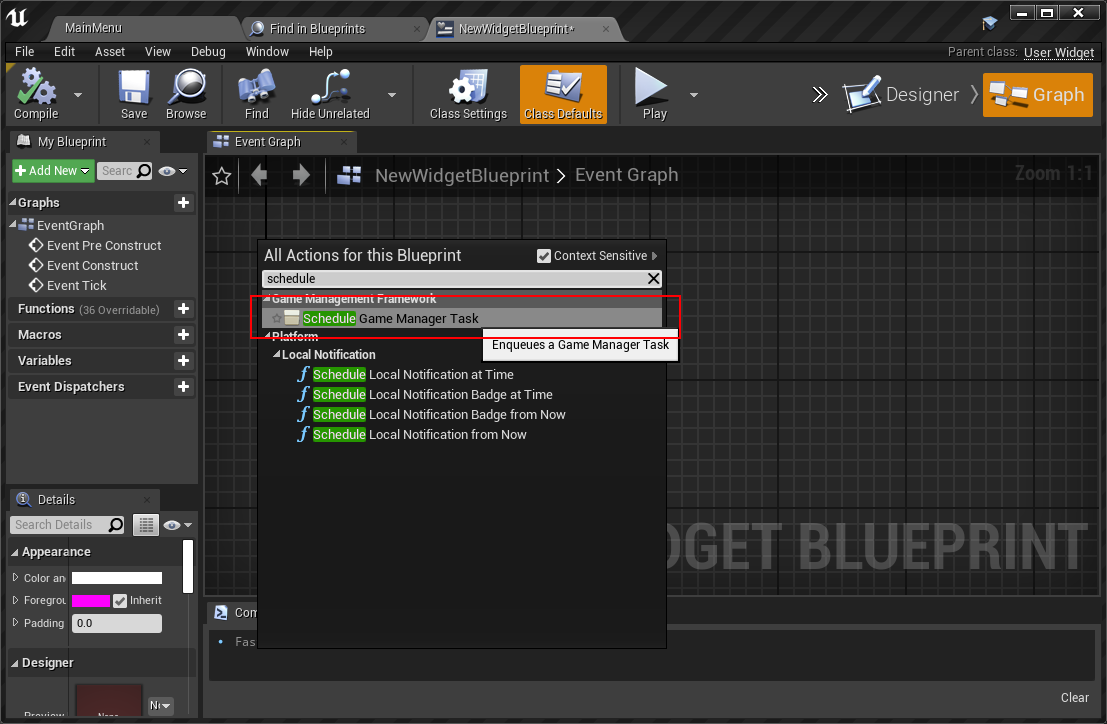 MainMenu
Find in Blueprints
NewWidgetBlueprint*
File Edit Asset View Debug Window Help
Parent class: User Widget
Compile
Save
Browse
Find
Hide Unrelated
Class Settings
Class Defaults
Play
Designer
Graph
My Blueprint
Event Graph
Add New
Searc
NewWidgetBlueprint > Event Graph
Zoom 1:1
Graphs
EventGraph
Event Pre Construct
Event Construct
Event Tick
Functions (36 Overridable)
Macros
Variables
Event Dispatchers
All Actions for this Blueprint
Context Sensitive
schedule
Game Management Framework
Schedule Game Manager Task
Enqueues a Game Manager Task
Platform
Local Notification
Schedule Local Notification at Time
Schedule Local Notification Badge at Time
Schedule Local Notification Badge from Now
Schedule Local Notification from Now
DGET BLUEPRINT
Details
Search Details
Appearance
Color an
Foregrou
Inherit
Padding
0.0
Designer
Preview
None
Com
Fas
Clear